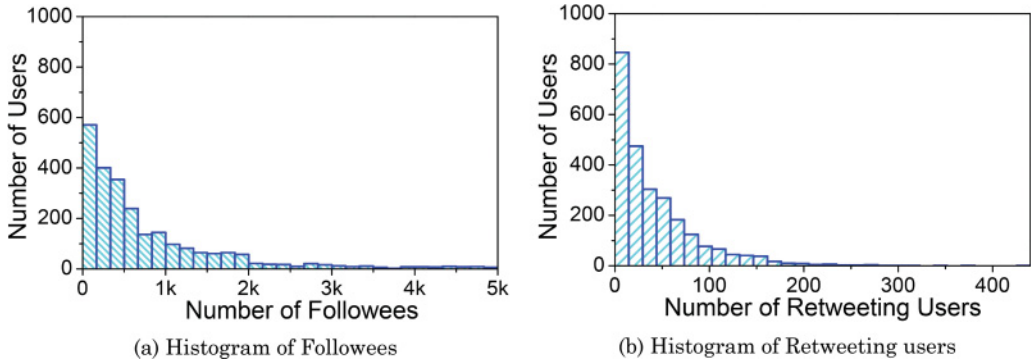 1000
800
600
400
200
0
Number of Users
0 1k 2k 3k 4k 5k
Number of Followees
(a) Histogram of Followees
1000
800
600
400
200
0
Number of Users
0 100 200 300 400
Number of Retweeting Users
(b) Histogram of Retweeting users